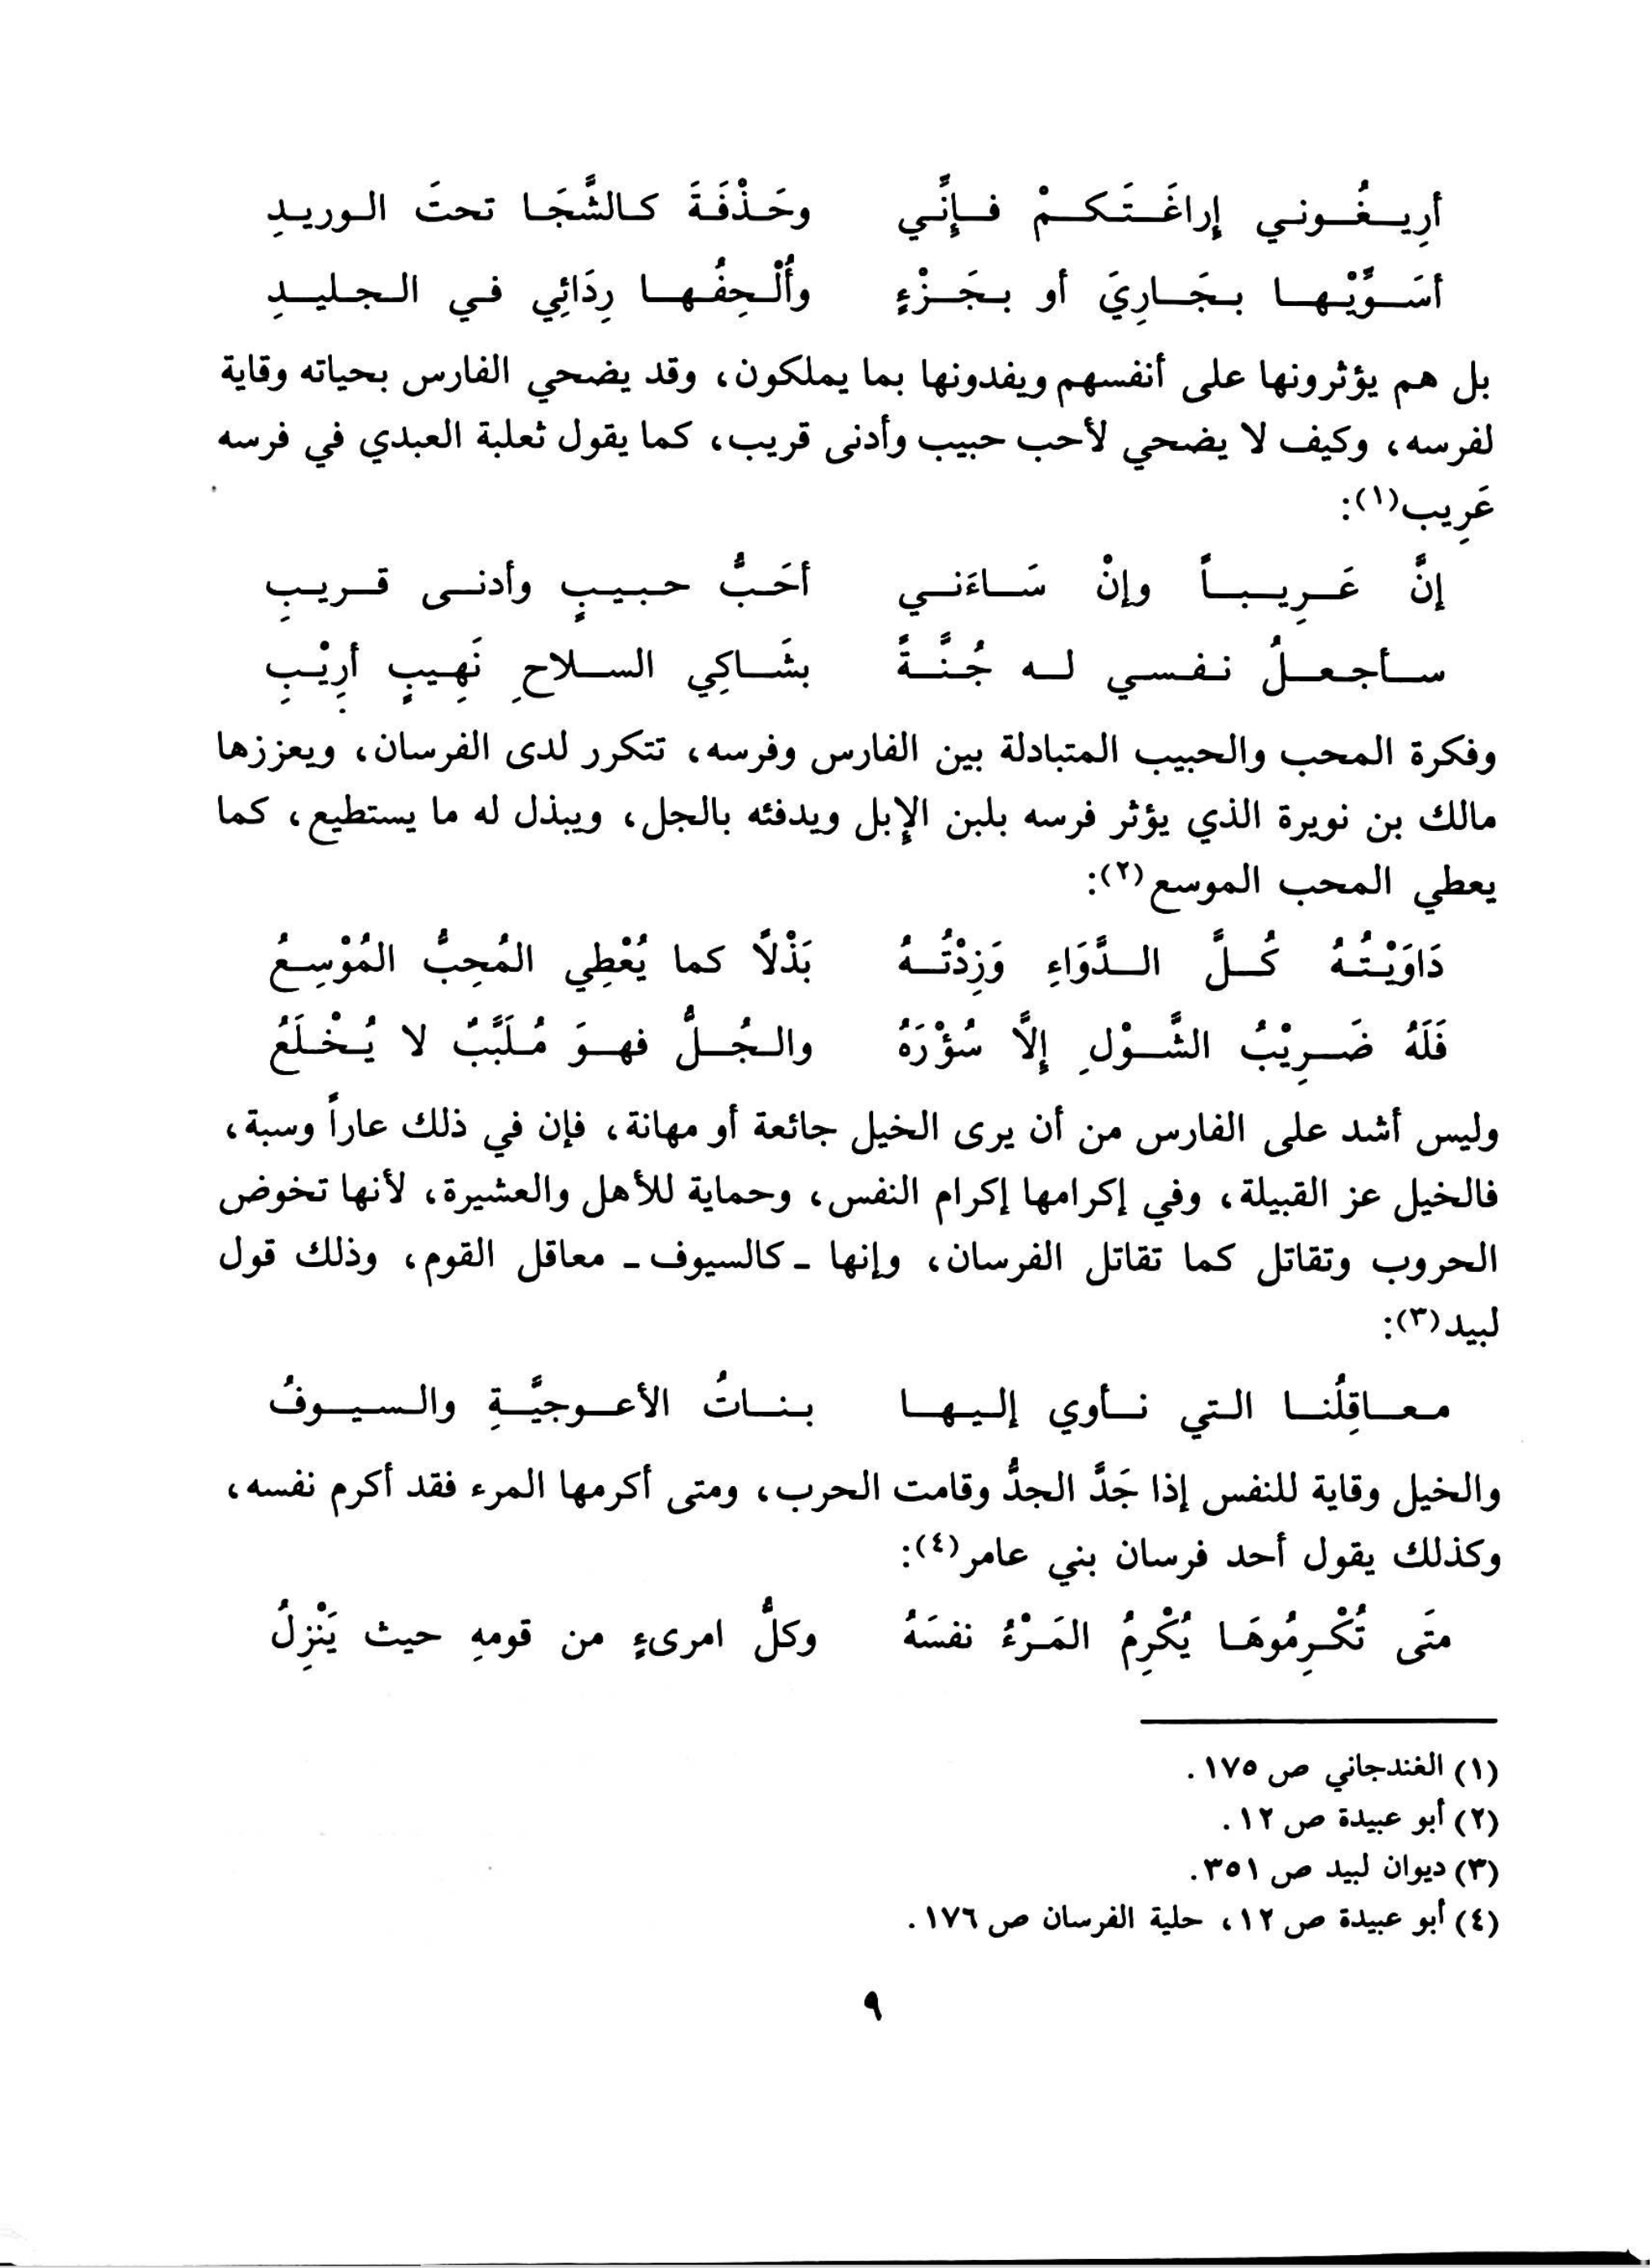 أرِيغُوني إراغَتَكمْ فإنِّي وحَذْفَةَ كالشَّجَا تحتَ الوريدِ
أسَوِّيْها بجَارِيَ أو بجَزْءٍ وأُلْحِفُها رِدَائِي في الجليدِ
بل هم يؤثرونها على أنفسهم ويفدونها بما يملكون، وقد يضحي الفارس بحياته وقاية
لفرسه، وكيف لا يضحي لأحب حبيب وأدنى قريب، كما يقول ثعلبة العبدي في فرسه
عَرِيب(١):
إنَّ عَرِيباً وإنْ سَاءَني أحَبُّ حبيبٍ وأدنى قريبِ
سأجعلُ نفسي له جُنَّةً بشَاكِي السلاحِ نَهِيبٍ أرِيْبِ
وفكرة المحب والحبيب المتبادلة بين الفارس وفرسه، تتكرر لدى الفرسان، ويعززها
مالك بن نويرة الذي يؤثر فرسه بلبن الإبل ويدفئه بالجل، ويبذل له ما يستطيع، كما
يعطي المحب الموسع(٢):
دَاوَيْتُهُ كُلَّ الدَّوَاءِ وَزِدْتُهُ بَذْلًا كما يُعْطِي المُحِبُّ المُوْسِعُ
فَلَهُ ضَرِيْبُ الشَّوْلِ إلَّا سُؤْرَهُ والجُلُّ فهوَ مُلَبَّبٌ لا يُخْلَعُ
وليس أشد على الفارس من أن يرى الخيل جائعة أو مهانة، فإن في ذلك عاراً وسبة،
فالخيل عز القبيلة، وفي إكرامها إكرام النفس، وحماية للأهل والعشيرة، لأنها تخوض
الحروب وتقاتل كما تقاتل الفرسان، وإنها ـ كالسيوف ـ معاقل القوم، وذلك قول
لبيد(٣):
معاقِلُنا التي نأوي إليها بناتُ الأعوجيَّةِ والسيوفُ
والخيل وقاية للنفس إذا جَدَّ الجدُّ وقامت الحرب، ومتى أكرمها المرء فقد أكرم نفسه،
وكذلك يقول أحد فرسان بني عامر(٤):
متَى تُكْرِمُوهَا يُكْرِمُ المَرْءُ نفسَهُ وكلُّ امرىءٍ من قومهِ حيث يَنْزِلُ
(١) الغندجاني ص ١٧٥.
(٢) أبو عبيدة ص ١٢.
(٣) ديوان لبيد ص ٣٥١.
(٤) أبو عبيدة ص ١٢، حلية الفرسان ص ١٧٦.
٩